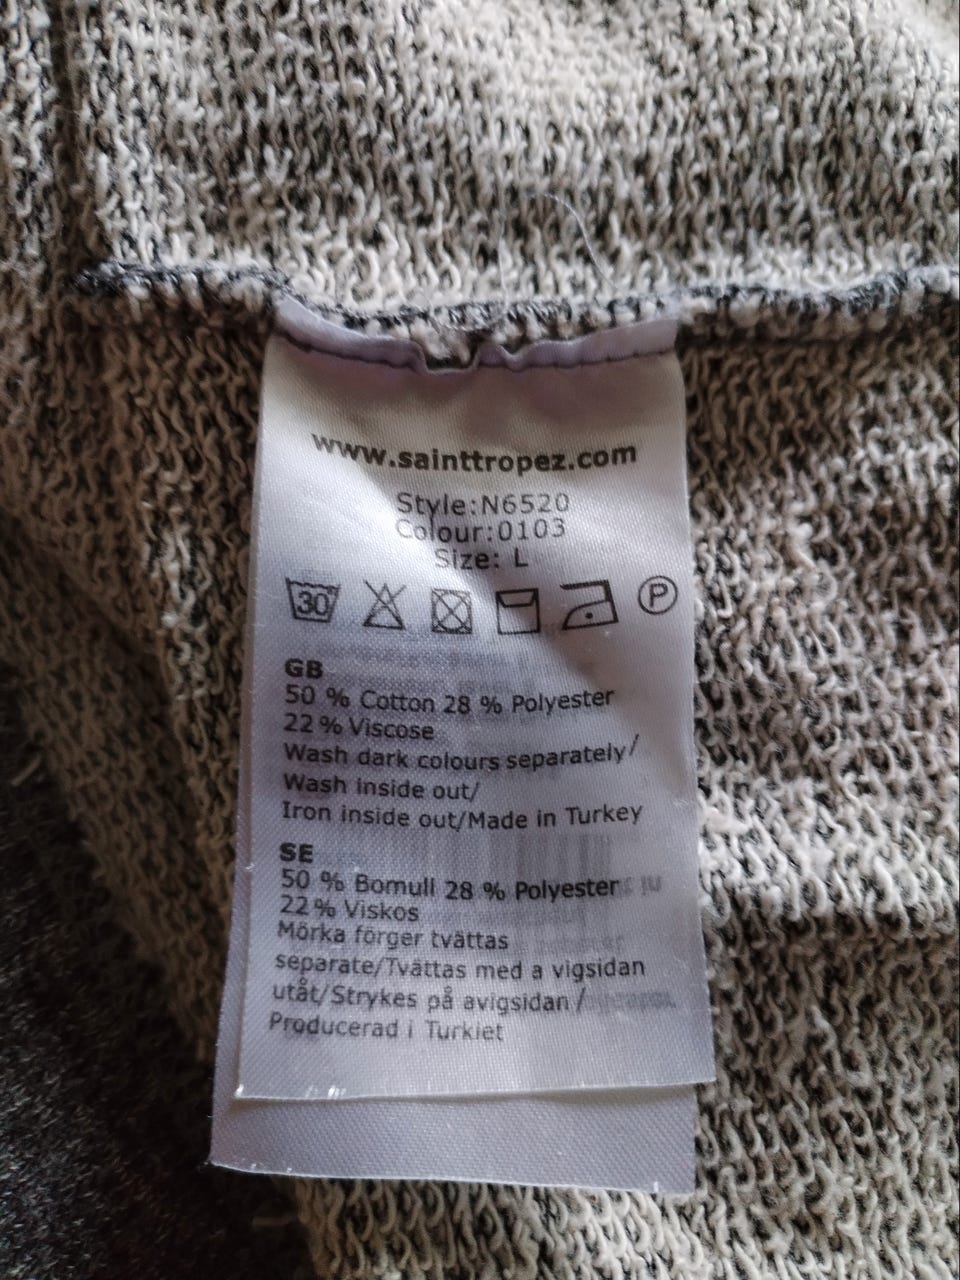 www.sainttropez.com
Style:N6520
Colour:0103
Size: L
30° P
GB
50 % Cotton 28 % Polyester
22 % Viscose
Wash dark colours separately/
Wash inside out/
Iron inside out/Made in Turkey
SE
50 % Bomull 28 % Polyester
22 % Viskos
Mörka förger tvättas
separate/Tvättas med a vigsidan
utåt/Strykes på avigsidan /
Producerad i Turkiet